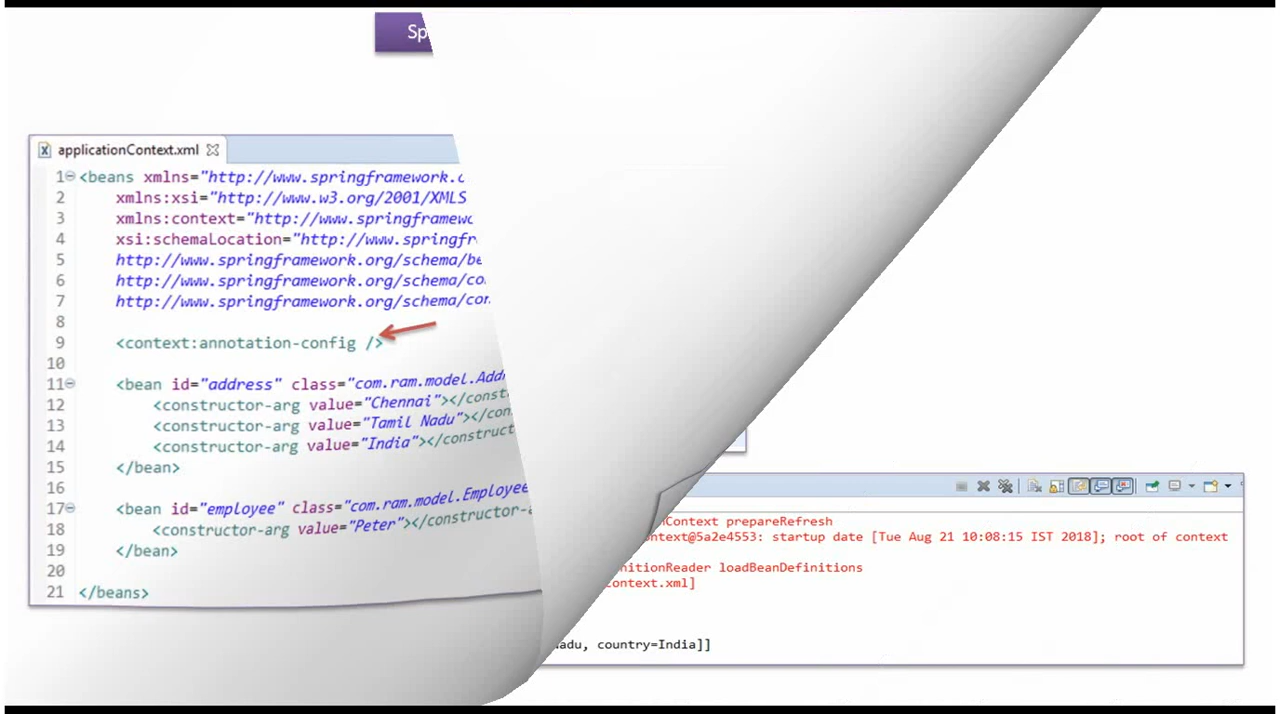 Sp
applicationContext.xml
1 <beans xmlns="http://www.springframework.c
2 xmlns:xsi="http://www.w3.org/2001/XMLS
3 xmlns:context="http://www.springframewo
4 xsi:schemaLocation="http://www.springfr
5 http://www.springframework.org/schema/be
6 http://www.springframework.org/schema/co
7 http://www.springframework.org/schema/con
8
9 <context:annotation-config />
10
11 <bean id="address" class="com.ram.model.Addr
12 <constructor-arg value="Chennai"></const
13 <constructor-arg value="Tamil Nadu"></con
14 <constructor-arg value="India"></construct
15 </bean>
16
17 <bean id="employee" class="com.ram.model.Employee
18 <constructor-arg value="Peter"></constructor-a
19 </bean>
20
21 </beans>
nContext prepareRefresh
ontext@5a2e4553: startup date [Tue Aug 21 10:08:15 IST 2018]; root of context
nitionReader loadBeanDefinitions
ontext.xml]
adu, country=India]]